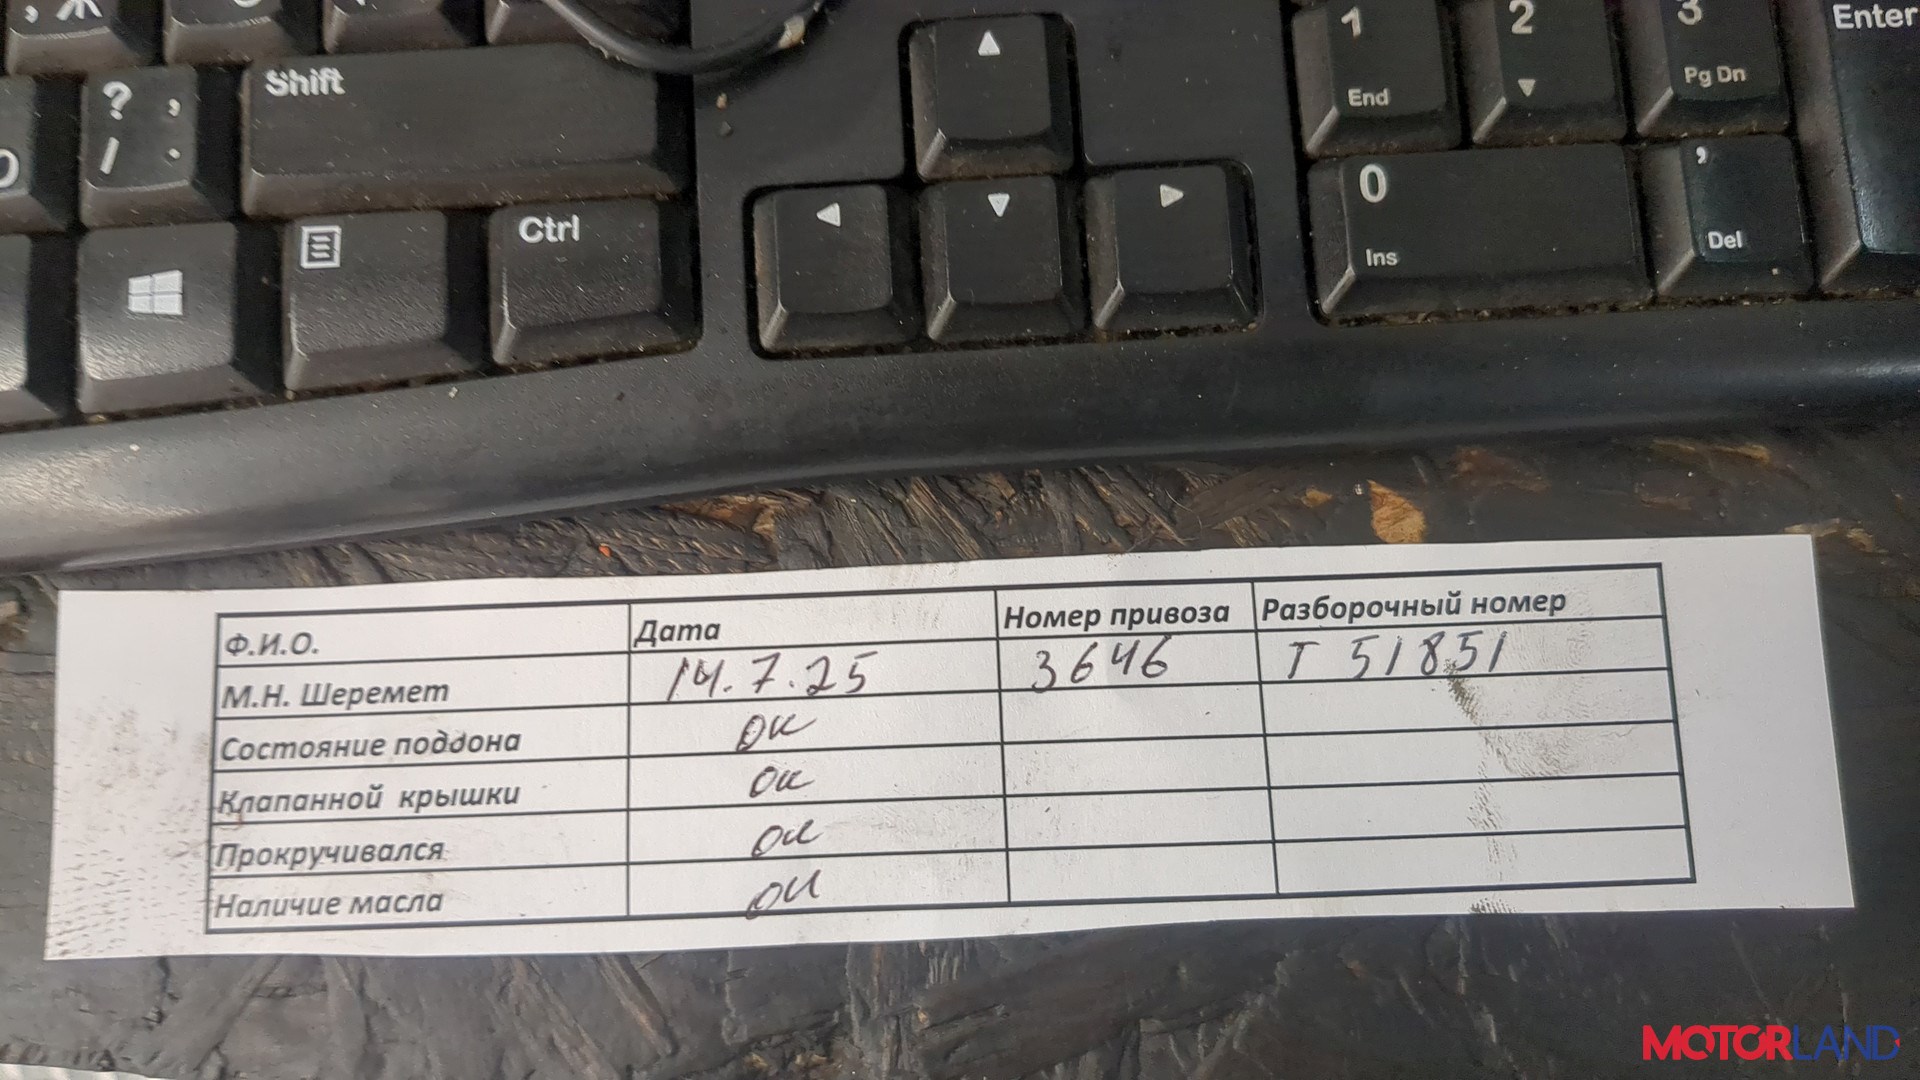 , Ж
? ,
/ .
Shift
Ctrl
1
End
2
3
Pg Dn
Enter
0
Ins
,
Del
Ф.И.О. Дата Номер привоза Разборочный номер
М.Н. Шеремет 14.7.25 3646 T 51851
Состояние поддона ок
Клапанной крышки ок
Прокручивался ок
Наличие масла ок
MOTORLAND